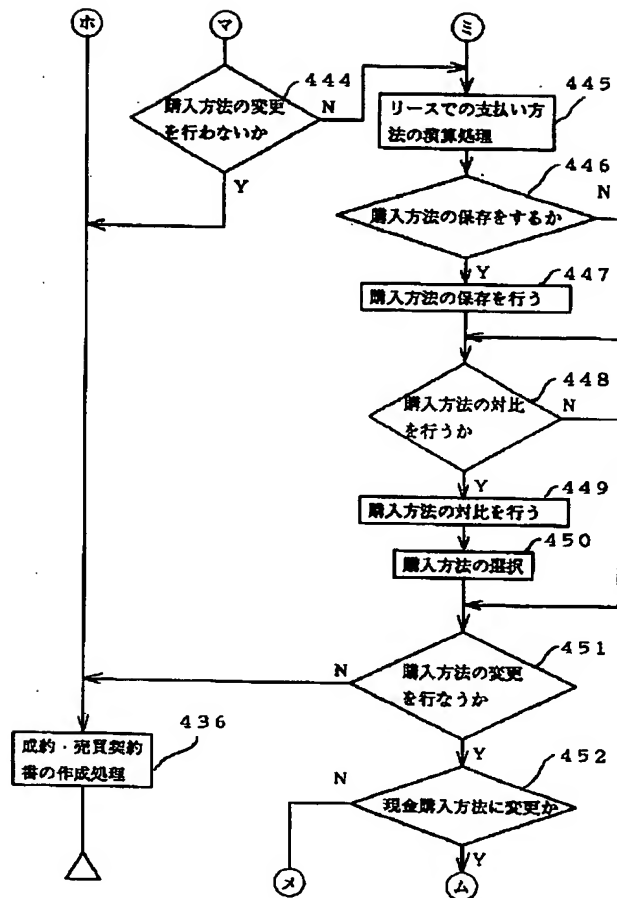 ホ
マ
ミ
444
購入方法の変更
を行わないか
N
Y
445
リースでの支払い方
法の演算処理
446
購入方法の保存をするか
N
Y
447
購入方法の保存を行う
448
購入方法の対比
を行うか
N
Y
449
購入方法の対比を行う
450
購入方法の選択
451
購入方法の変更
を行なうか
N
Y
436
成約・売買契約
書の作成処理
452
現金購入方法に変更か
N
Y
メ
ム